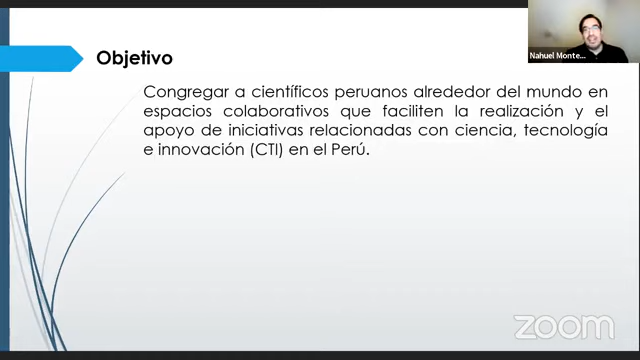 Objetivo
Congregar a científicos peruanos alrededor del mundo en
espacios colaborativos que faciliten la realización y el
apoyo de iniciativas relacionadas con ciencia, tecnología
e innovación (CTI) en el Perú.
Nahuel Monte...
zoom